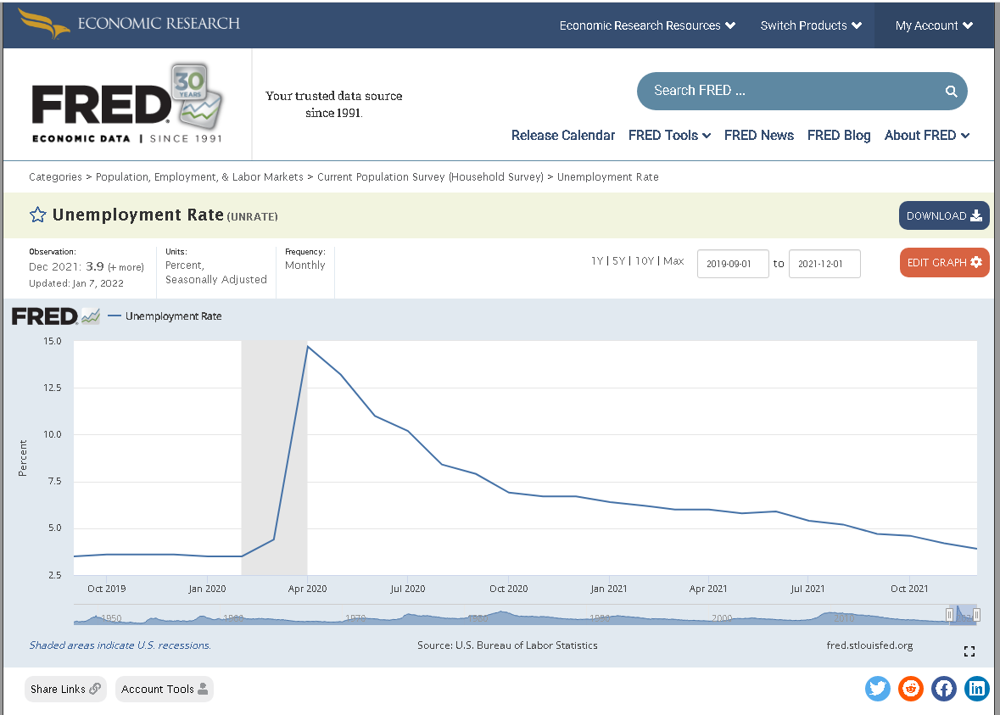 ECONOMIC RESEARCH
Economic Research Resources Switch Products My Account
FRED 30 YEARS
ECONOMIC DATA | SINCE 1991
Your trusted data source
since 1991.
Search FRED ...
Release Calendar FRED Tools FRED News FRED Blog About FRED
Categories > Population, Employment, & Labor Markets > Current Population Survey (Household Survey) > Unemployment Rate
Unemployment Rate (UNRATE)
DOWNLOAD
Observation:
Dec 2021: 3.9 (+ more)
Updated: Jan 7, 2022
Units:
Percent,
Seasonally Adjusted
Frequency:
Monthly
1Y | 5Y | 10Y | Max 2019-09-01 to 2021-12-01
EDIT GRAPH
FRED Unemployment Rate
15.0
12.5
10.0
7.5
5.0
2.5
Percent
Oct 2019 Jan 2020 Apr 2020 Jul 2020 Oct 2020 Jan 2021 Apr 2021 Jul 2021 Oct 2021
1950 1960 1970 1980 1990 2000 2010
Shaded areas indicate U.S. recessions.
Source: U.S. Bureau of Labor Statistics
fred.stlouisfed.org
Share Links Account Tools